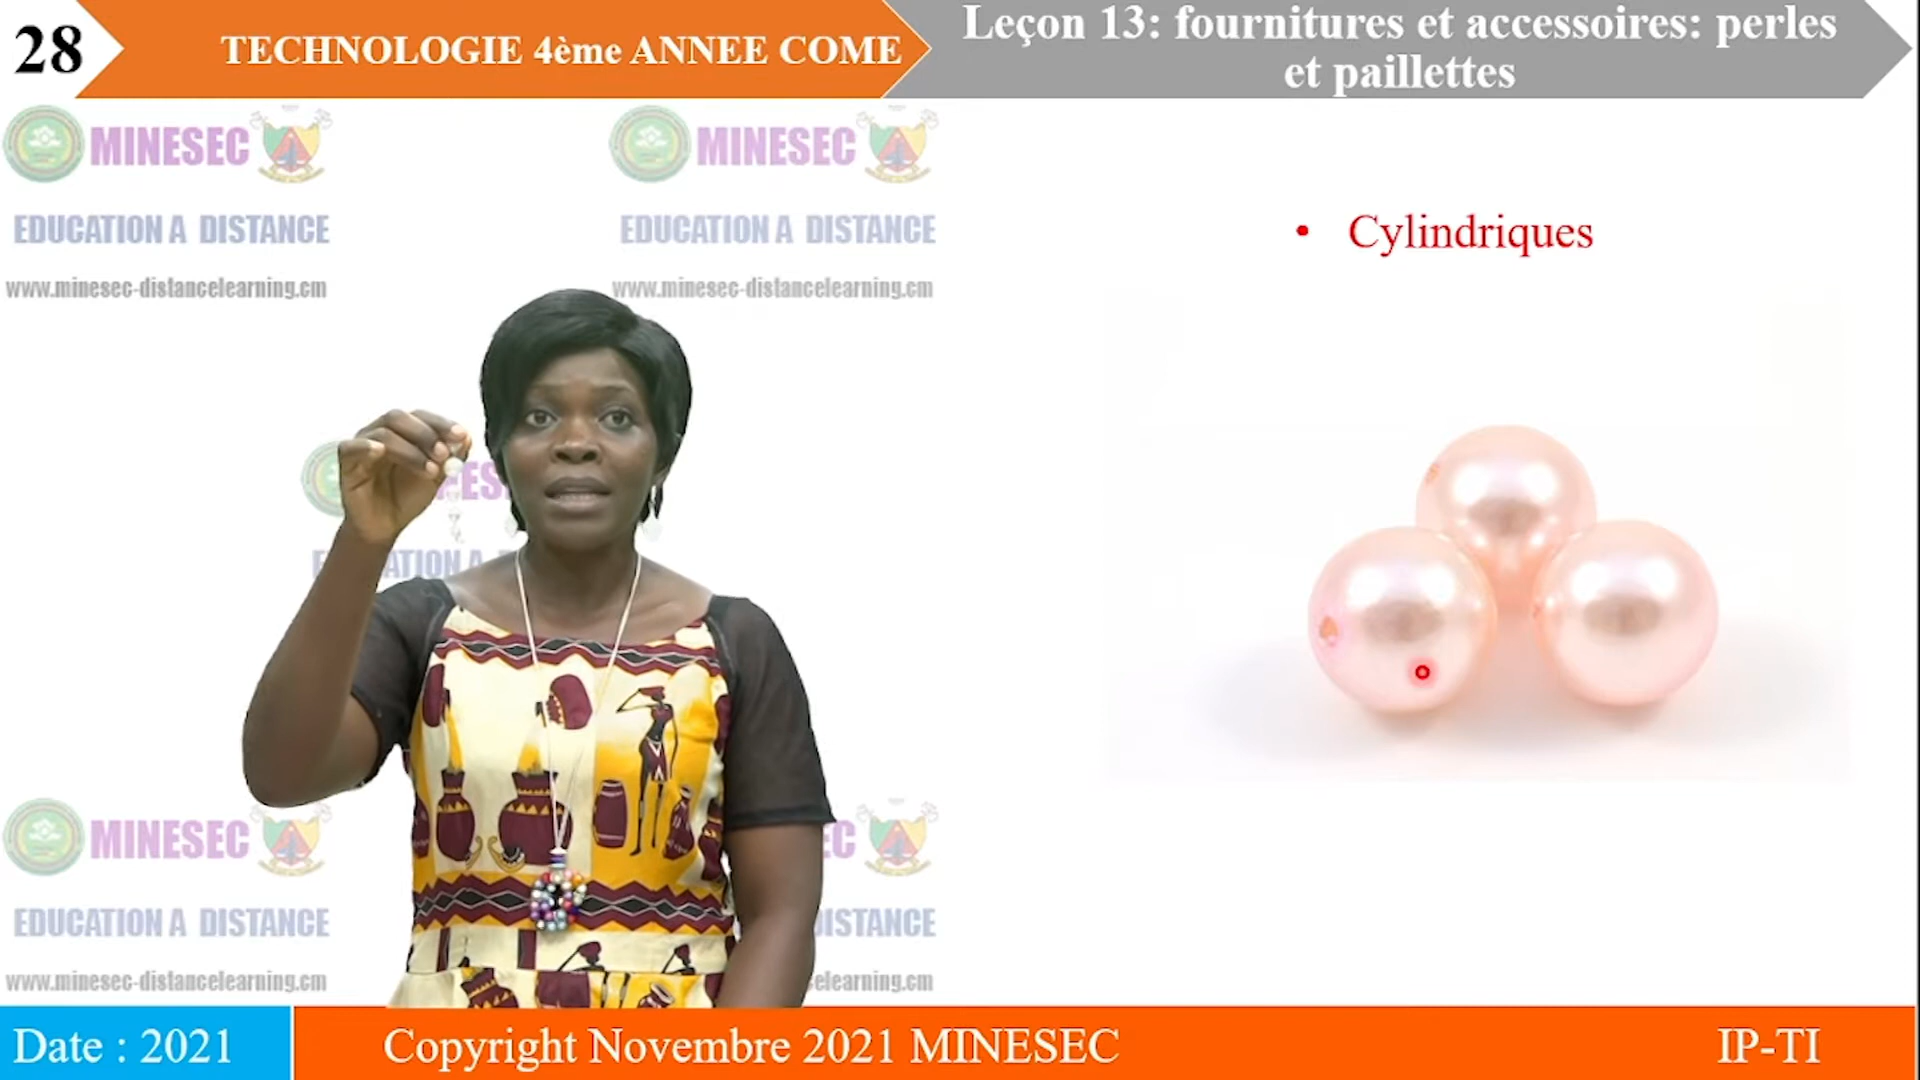 28
TECHNOLOGIE 4ème ANNEE COME
Leçon 13: fournitures et accessoires: perles
et paillettes
MINESEC
EDUCATION A DISTANCE
www.minesec-distancelearning.cm
MINESEC
EDUCATION A DISTANCE
www.minesec-distancelearning.cm
• Cylindriques
MINESEC
EDUCATION A DISTANCE
www.minesec-distancelearning.cm
Date : 2021
Copyright Novembre 2021 MINESEC
IP-TI